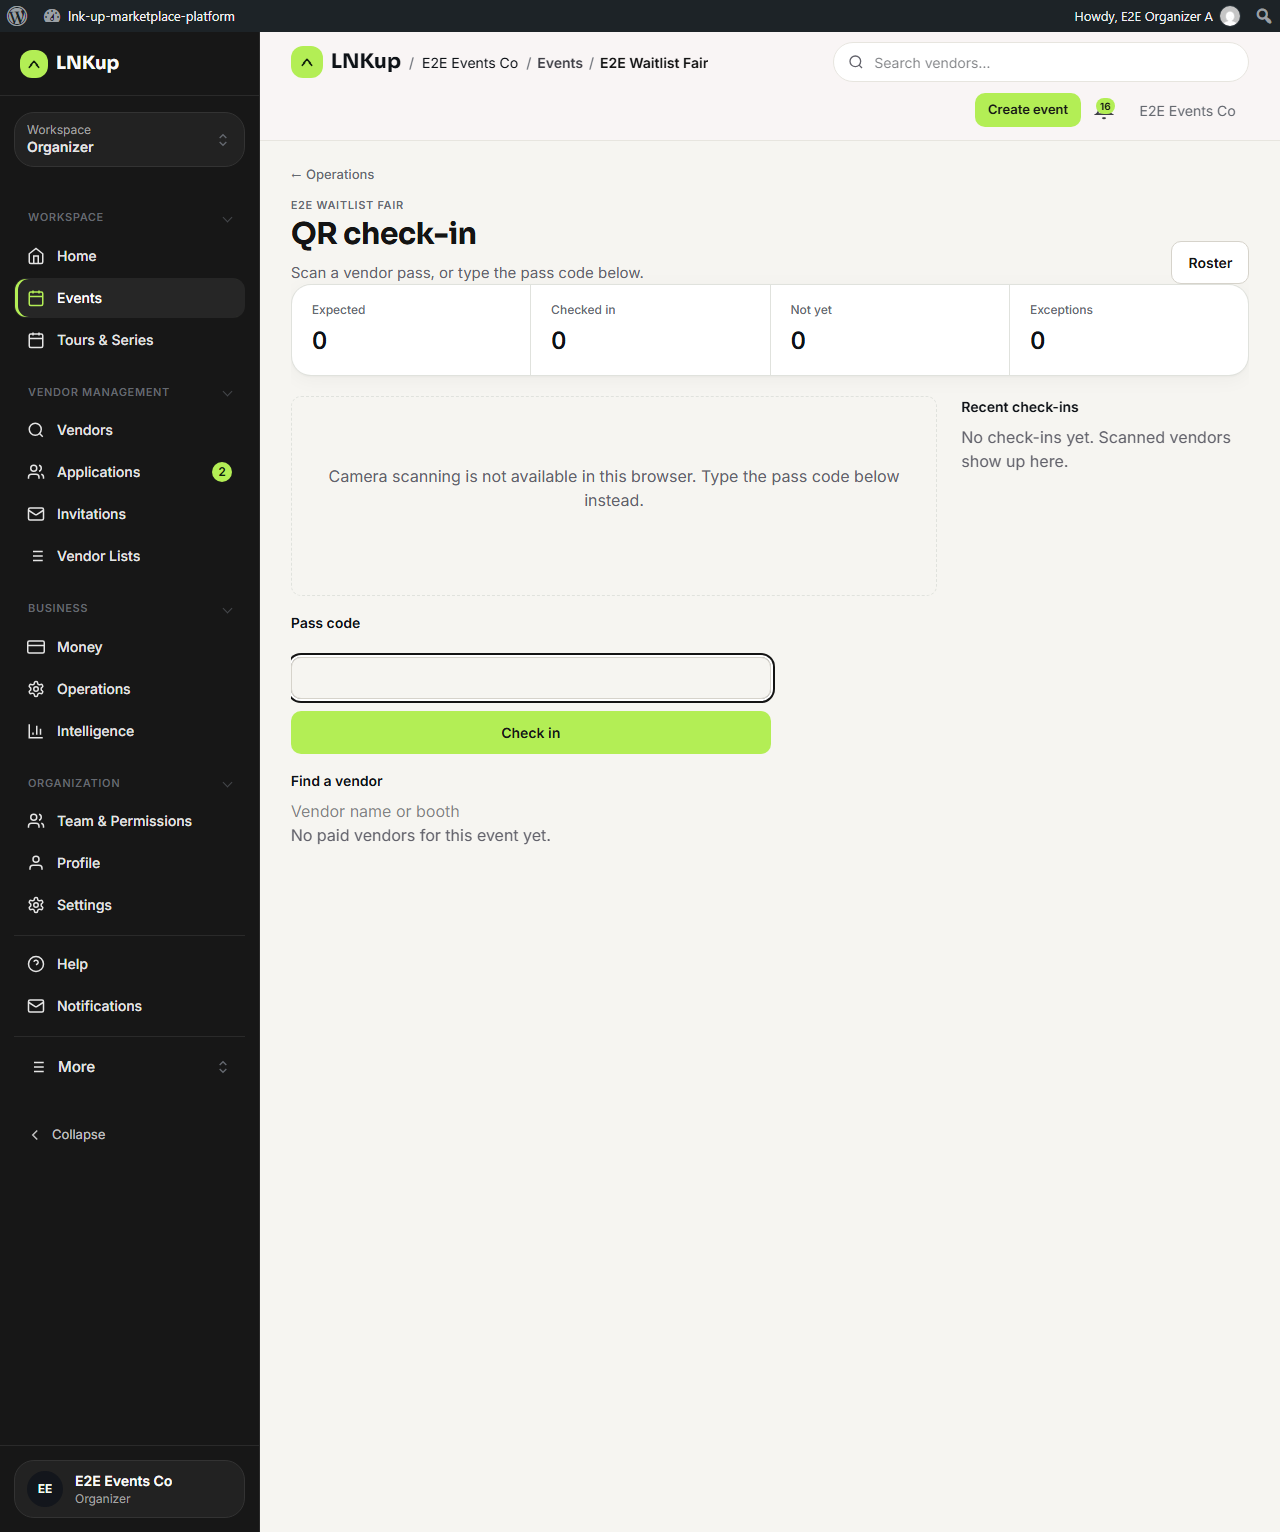 lnk-up-marketplace-platform
Howdy, E2E Organizer A
LNKup
Workspace
Organizer
WORKSPACE
Home
Events
Tours & Series
VENDOR MANAGEMENT
Vendors
Applications
2
Invitations
Vendor Lists
BUSINESS
Money
Operations
Intelligence
ORGANIZATION
Team & Permissions
Profile
Settings
Help
Notifications
More
Collapse
EE
E2E Events Co
Organizer
LNKup / E2E Events Co / Events / E2E Waitlist Fair
Search vendors...
Create event
16
E2E Events Co
← Operations
E2E WAITLIST FAIR
QR check-in
Scan a vendor pass, or type the pass code below.
Roster
Expected
0
Checked in
0
Not yet
0
Exceptions
0
Camera scanning is not available in this browser. Type the pass code below
instead.
Recent check-ins
No check-ins yet. Scanned vendors
show up here.
Pass code
Check in
Find a vendor
Vendor name or booth
No paid vendors for this event yet.